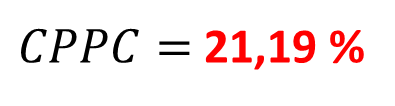 CPPC = 21,19 %